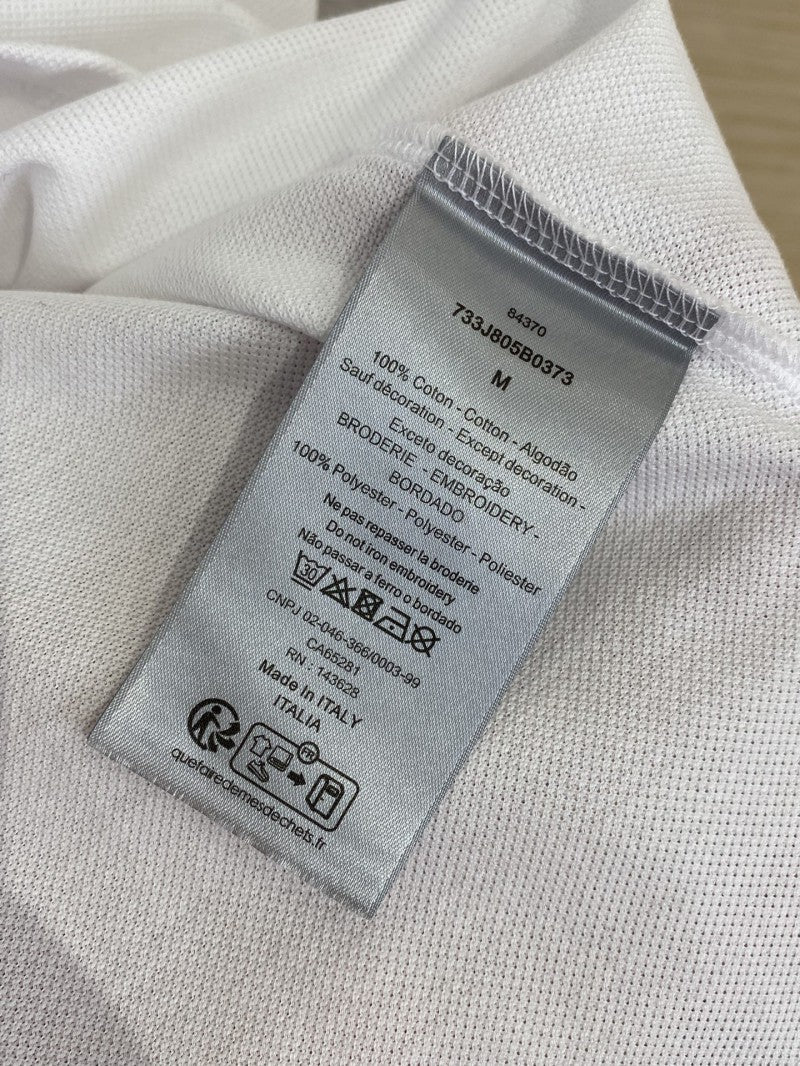 84370
733J805B0373
M
100% Coton - Cotton - Algodão
Sauf décoration - Except decoration -
Exceto decoração
BRODERIE - EMBROIDERY -
BORDADO
100% Polyester - Polyester - Poliester
Ne pas repasser la broderie
Do not iron embroidery
Não passar a ferro o bordado
30
CNPJ 02-046-366/0003-99
CA65281
RN : 143628
Made In ITALY
ITALIA
FR
quefairedemesdechets.fr